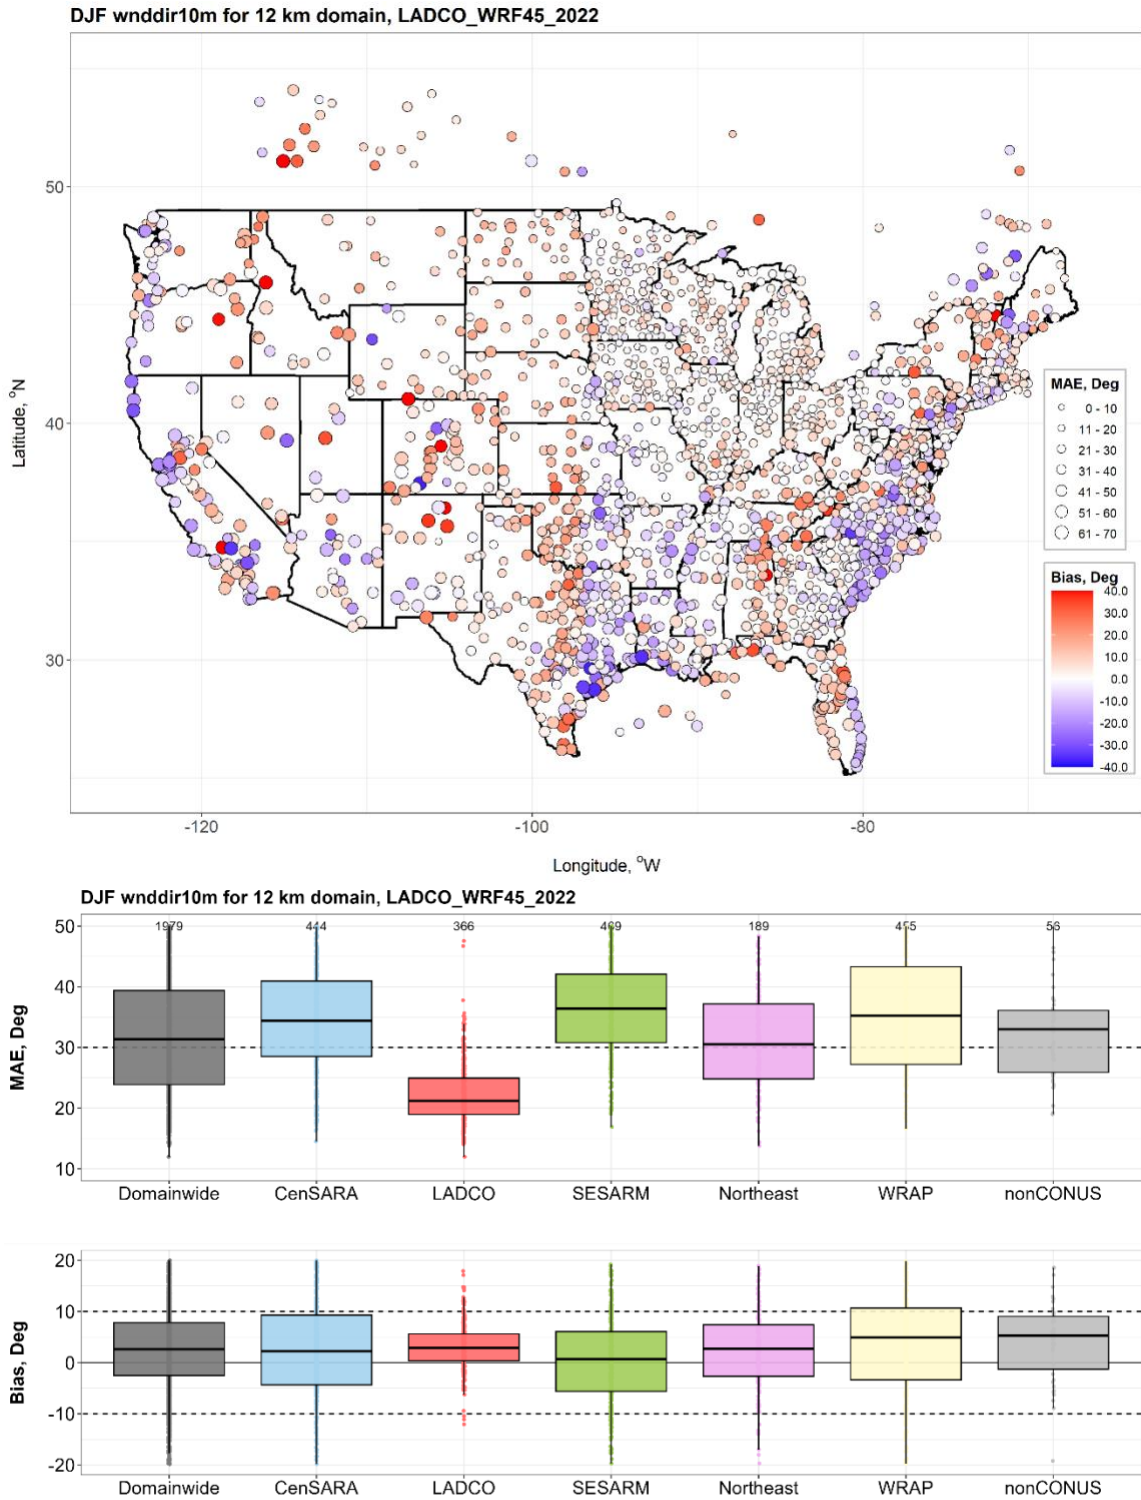 DJF wnddir10m for 12 km domain, LADCO_WRF45_2022
50
40
30
Latitude, °N
MAE, Deg
0 - 10
11 - 20
21 - 30
31 - 40
41 - 50
51 - 60
61 - 70
Bias, Deg
40.0
30.0
20.0
10.0
0.0
-10.0
-20.0
-30.0
-40.0
-120 -100 -80
Longitude, °W
DJF wnddir10m for 12 km domain, LADCO_WRF45_2022
1979 444 366 189 56
50
40
30
20
10
MAE, Deg
Domainwide CenSARA LADCO SESARM Northeast WRAP nonCONUS
20
10
0
-10
-20
Bias, Deg
Domainwide CenSARA LADCO SESARM Northeast WRAP nonCONUS